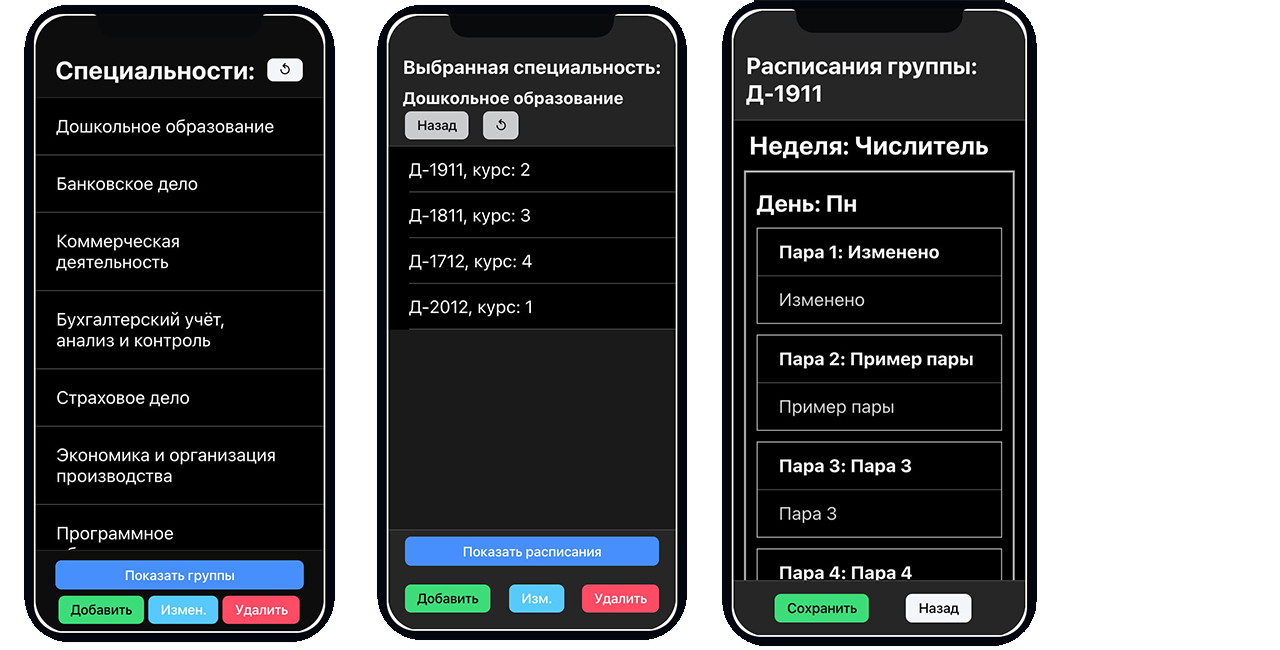 Специальности:
Дошкольное образование
Банковское дело
Коммерческая
деятельность
Бухгалтерский учёт,
анализ и контроль
Страховое дело
Экономика и организация
производства
Программное
Показать группы
Добавить
Измен.
Удалить
Выбранная специальность:
Дошкольное образование
Назад
Д-1911, курс: 2
Д-1811, курс: 3
Д-1712, курс: 4
Д-2012, курс: 1
Показать расписания
Добавить
Изм.
Удалить
Расписания группы:
Д-1911
Неделя: Числитель
День: Пн
Пара 1: Изменено
Изменено
Пара 2: Пример пары
Пример пары
Пара 3: Пара 3
Пара 3
Пара 4: Пара 4
Сохранить
Назад